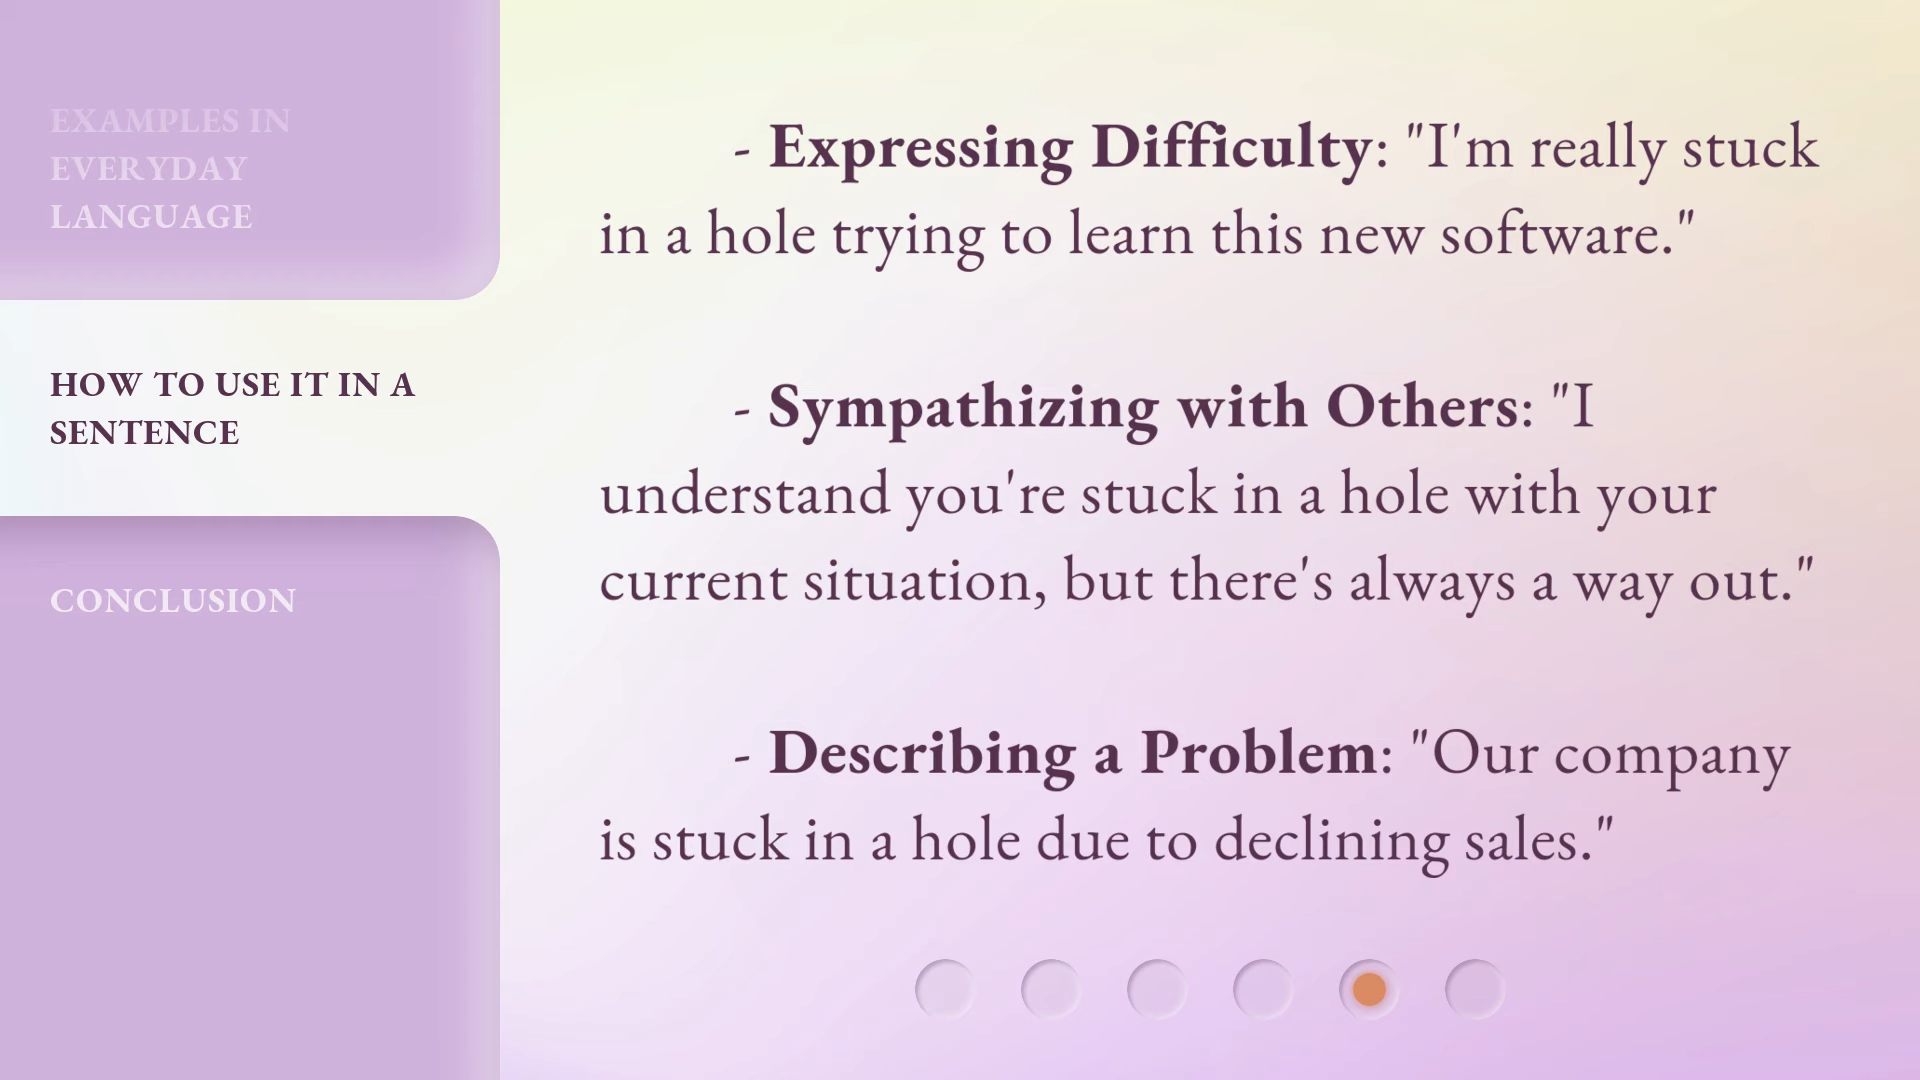 EXAMPLES IN
EVERYDAY
LANGUAGE
HOW TO USE IT IN A
SENTENCE
CONCLUSION
- Expressing Difficulty: "I'm really stuck
in a hole trying to learn this new software."
- Sympathizing with Others: "I
understand you're stuck in a hole with your
current situation, but there's always a way out."
- Describing a Problem: "Our company
is stuck in a hole due to declining sales."